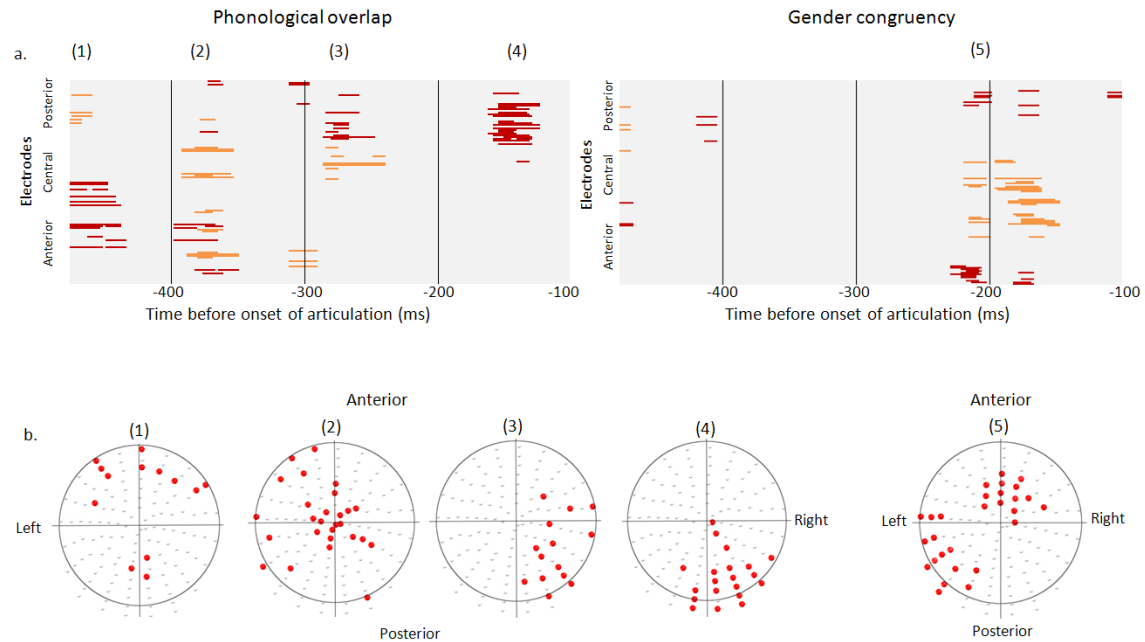 Phonological overlap
Gender congruency
a.
(1)
(2)
(3)
(4)
(5)
Electrodes
Posterior
Central
Anterior
-400
-300
-200
-100
Time before onset of articulation (ms)
Electrodes
Posterior
Central
Anterior
-400
-300
-200
-100
Time before onset of articulation (ms)
b.
Anterior
Anterior
(1)
(2)
(3)
(4)
(5)
Left
Right
Left
Right
Posterior
Posterior